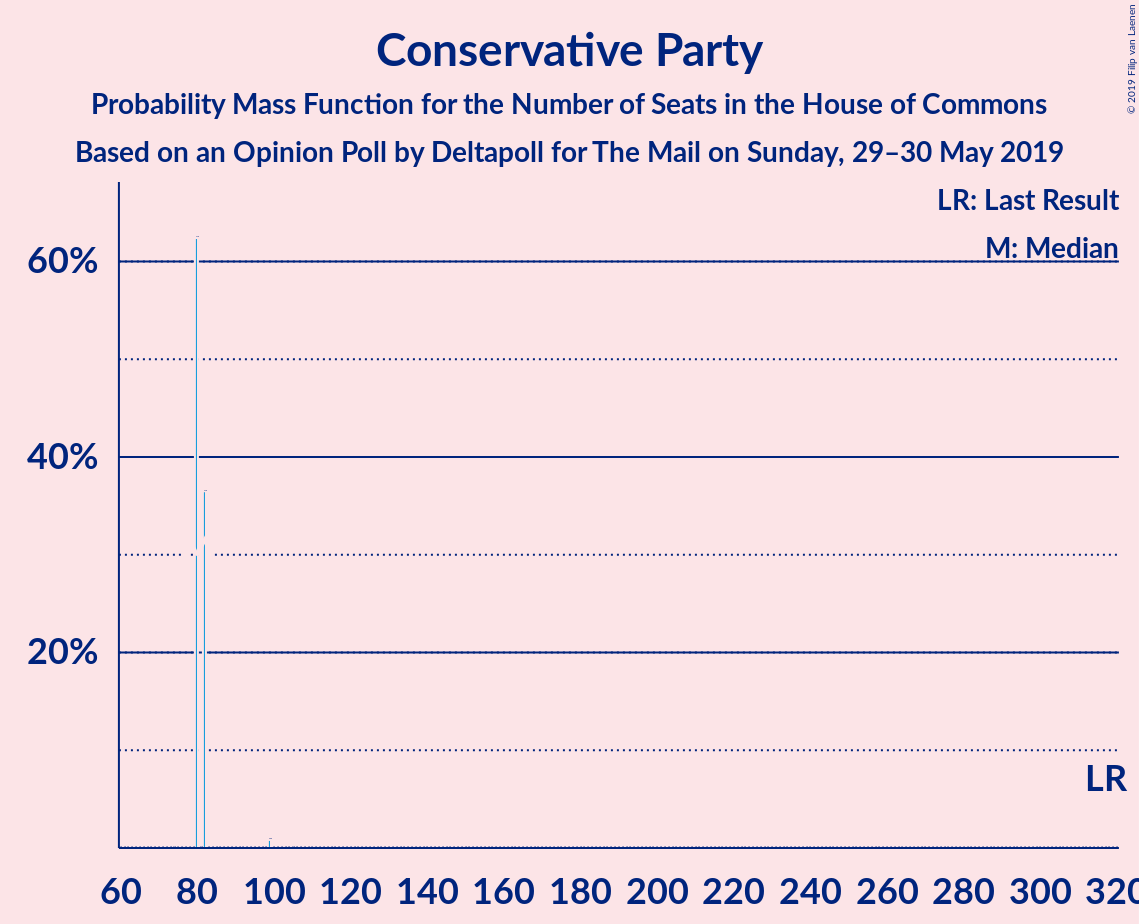 Conservative Party
Probability Mass Function for the Number of Seats in the House of Commons
Based on an Opinion Poll by Deltapoll for The Mail on Sunday, 29–30 May 2019
© 2019 Filip van Laenen
LR: Last Result
M: Median
60%
40%
20%
LR
60 80 100 120 140 160 180 200 220 240 260 280 300 320